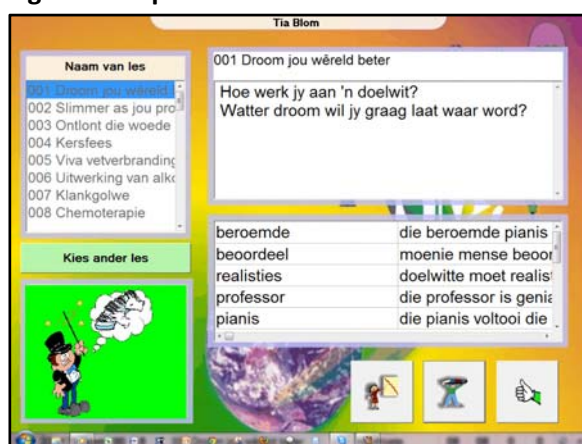 Tia Blom
Naam van les
001 Droom jou wêreld
002 Slimmer as jou pro
003 Ontlont die woede
004 Kersfees
005 Viva vetverbranding
006 Uitwerking van alko
007 Klankgolwe
008 Chemoterapie
Kies ander les
001 Droom jou wêreld beter
Hoe werk jy aan 'n doelwit?
Watter droom wil jy graag laat waar word?
beroemde die beroemde pianis
beoordeel moenie mense beoor
realisties doelwitte moet realis
professor die professor is genia
pianis die pianis voltooi die